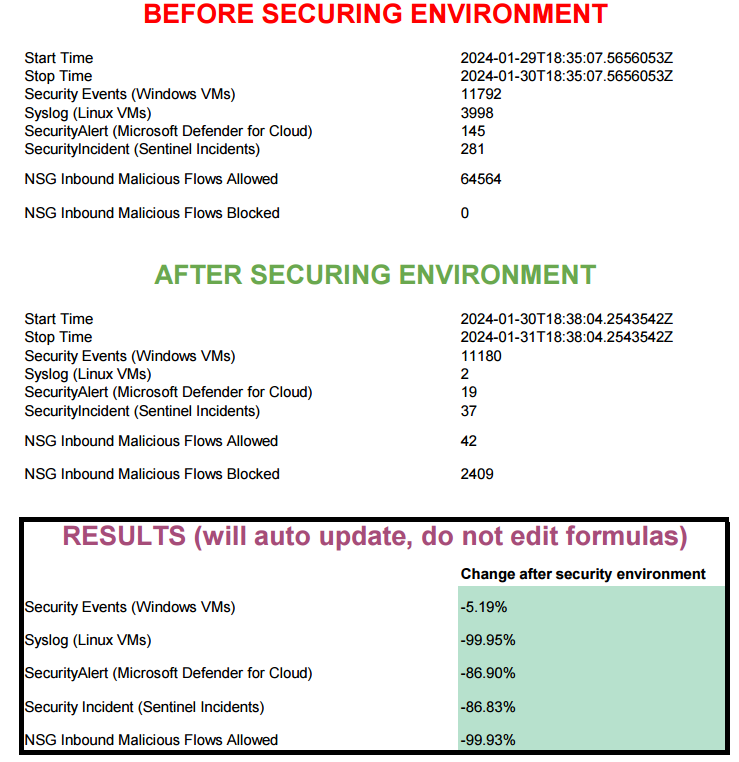 BEFORE SECURING ENVIRONMENT
Start Time 2024-01-29T18:35:07.5656053Z
Stop Time 2024-01-30T18:35:07.5656053Z
Security Events (Windows VMs) 11792
Syslog (Linux VMs) 3998
SecurityAlert (Microsoft Defender for Cloud) 145
SecurityIncident (Sentinel Incidents) 281
NSG Inbound Malicious Flows Allowed 64564
NSG Inbound Malicious Flows Blocked 0
AFTER SECURING ENVIRONMENT
Start Time 2024-01-30T18:38:04.2543542Z
Stop Time 2024-01-31T18:38:04.2543542Z
Security Events (Windows VMs) 11180
Syslog (Linux VMs) 2
SecurityAlert (Microsoft Defender for Cloud) 19
SecurityIncident (Sentinel Incidents) 37
NSG Inbound Malicious Flows Allowed 42
NSG Inbound Malicious Flows Blocked 2409
RESULTS (will auto update, do not edit formulas)
Change after security environment
Security Events (Windows VMs) -5.19%
Syslog (Linux VMs) -99.95%
SecurityAlert (Microsoft Defender for Cloud) -86.90%
Security Incident (Sentinel Incidents) -86.83%
NSG Inbound Malicious Flows Allowed -99.93%